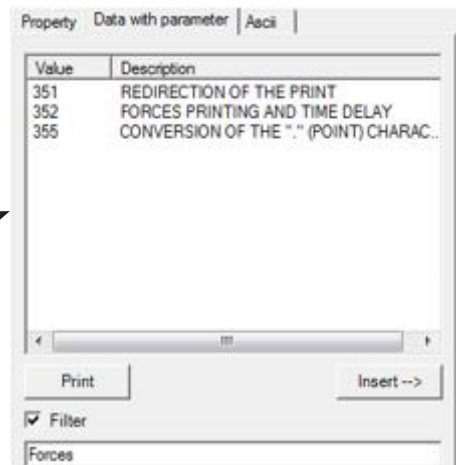 Property Data with parameter Ascii
Value Description
351 REDIRECTION OF THE PRINT
352 FORCES PRINTING AND TIME DELAY
355 CONVERSION OF THE "." (POINT) CHARAC..
Print Insert -->
Filter
Forces